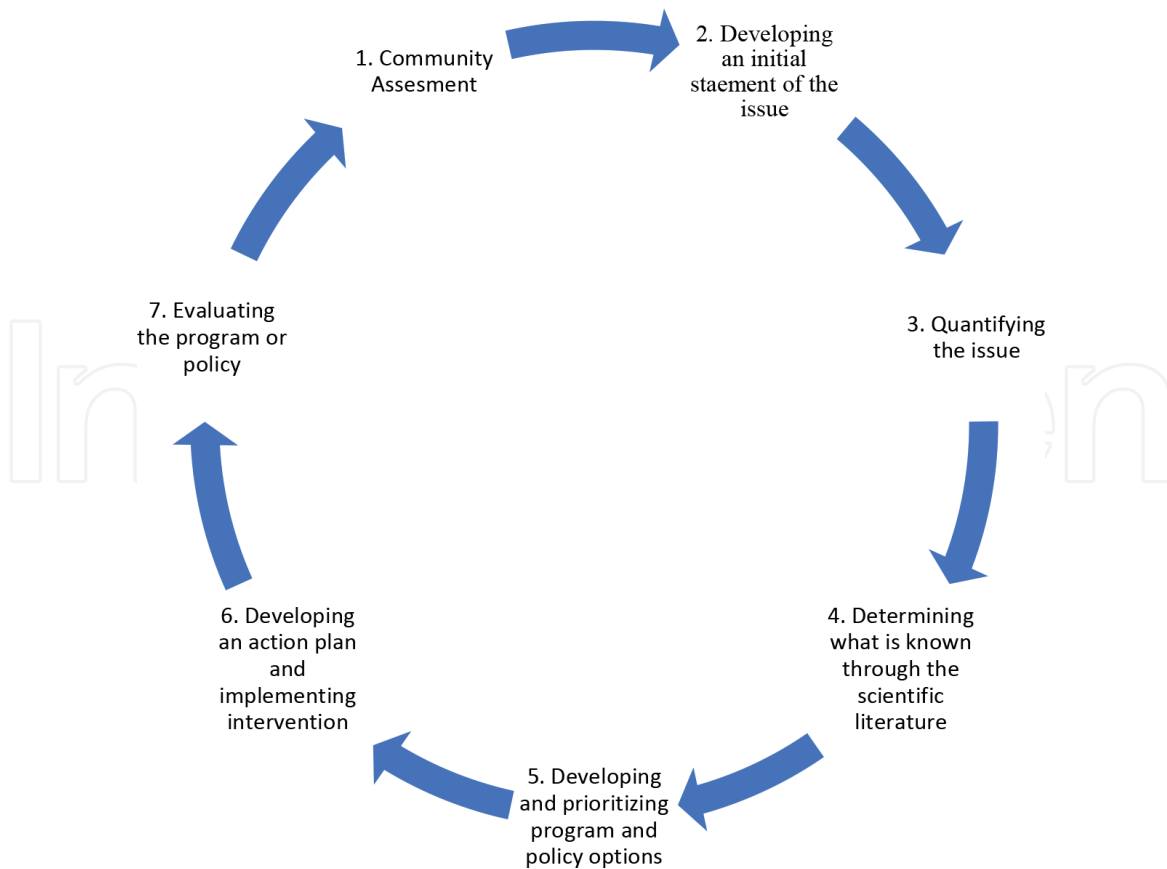 1. Community
Assesment
2. Developing
an initial
staement of the
issue
3. Quantifying
the issue
4. Determining
what is known
through the
scientific
literature
5. Developing
and prioritizing
program and
policy options
6. Developing
an action plan
and
implementing
intervention
7. Evaluating
the program or
policy
In
en